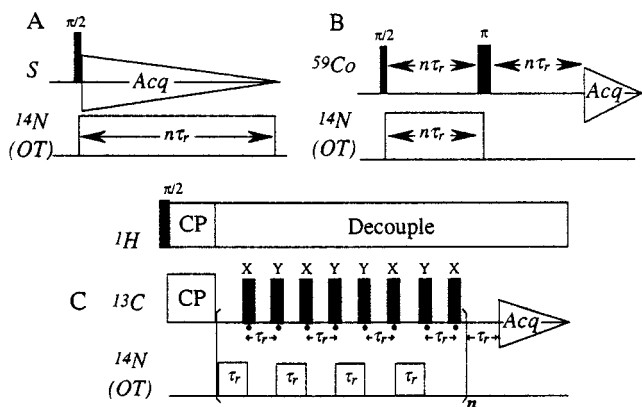 A
π/2
S
Acq
14N
(OT)
nτr
B
π/2
π
59Co
nτr
nτr
Acq
14N
(OT)
nτr
C
π/2
1H
CP
Decouple
X Y X Y Y X Y X
13C
CP
τr τr τr τr τr
Acq
14N
(OT)
τr τr τr τr
n